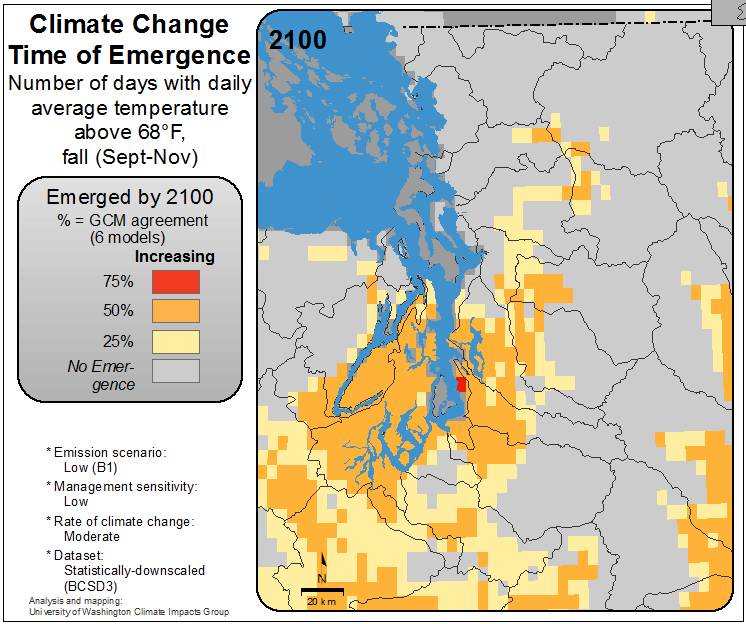 Climate Change
Time of Emergence
Number of days with daily
average temperature
above 68°F,
fall (Sept-Nov)
Emerged by 2100
% = GCM agreement
(6 models)
Increasing
75%
50%
25%
No Emer-
gence
* Emission scenario:
Low (B1)
* Management sensitivity:
Low
* Rate of climate change:
Moderate
* Dataset:
Statistically-downscaled
(BCSD3)
Analysis and mapping:
University of Washington Climate Impacts Group
2100
N
20 km